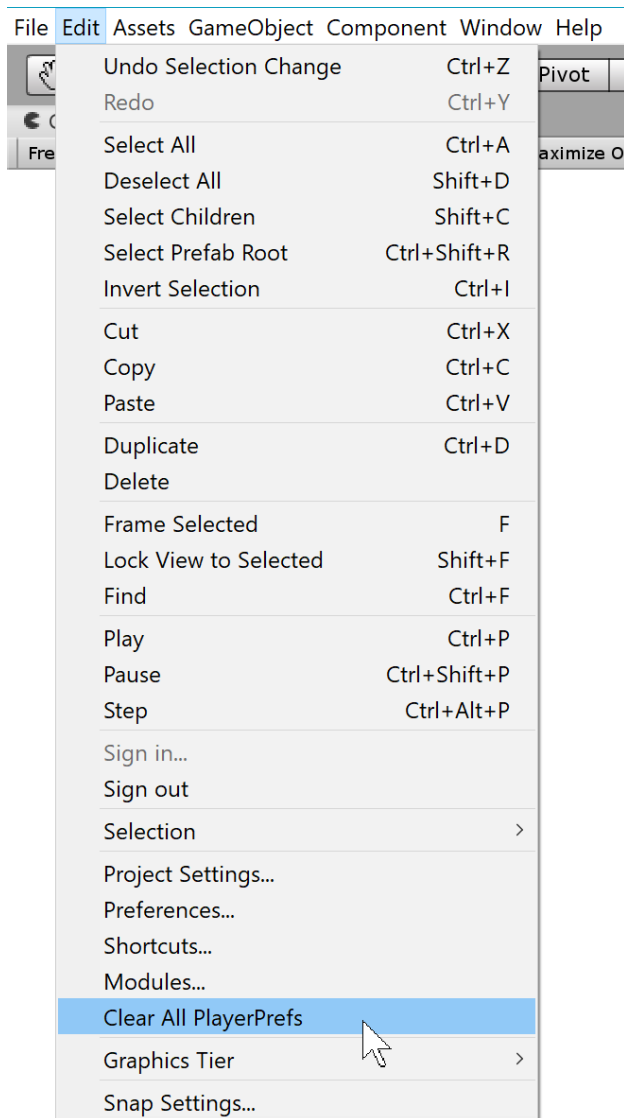 File Edit Assets GameObject Component Window Help
Undo Selection Change Ctrl+Z
Pivot
Redo Ctrl+Y
Select All Ctrl+A
Deselect All Shift+D
Select Children Shift+C
Select Prefab Root Ctrl+Shift+R
Invert Selection Ctrl+I
Cut Ctrl+X
Copy Ctrl+C
Paste Ctrl+V
Duplicate Ctrl+D
Delete
Frame Selected F
Lock View to Selected Shift+F
Find Ctrl+F
Play Ctrl+P
Pause Ctrl+Shift+P
Step Ctrl+Alt+P
Sign in...
Sign out
Selection
Project Settings...
Preferences...
Shortcuts...
Modules...
Clear All PlayerPrefs
Graphics Tier
Snap Settings...